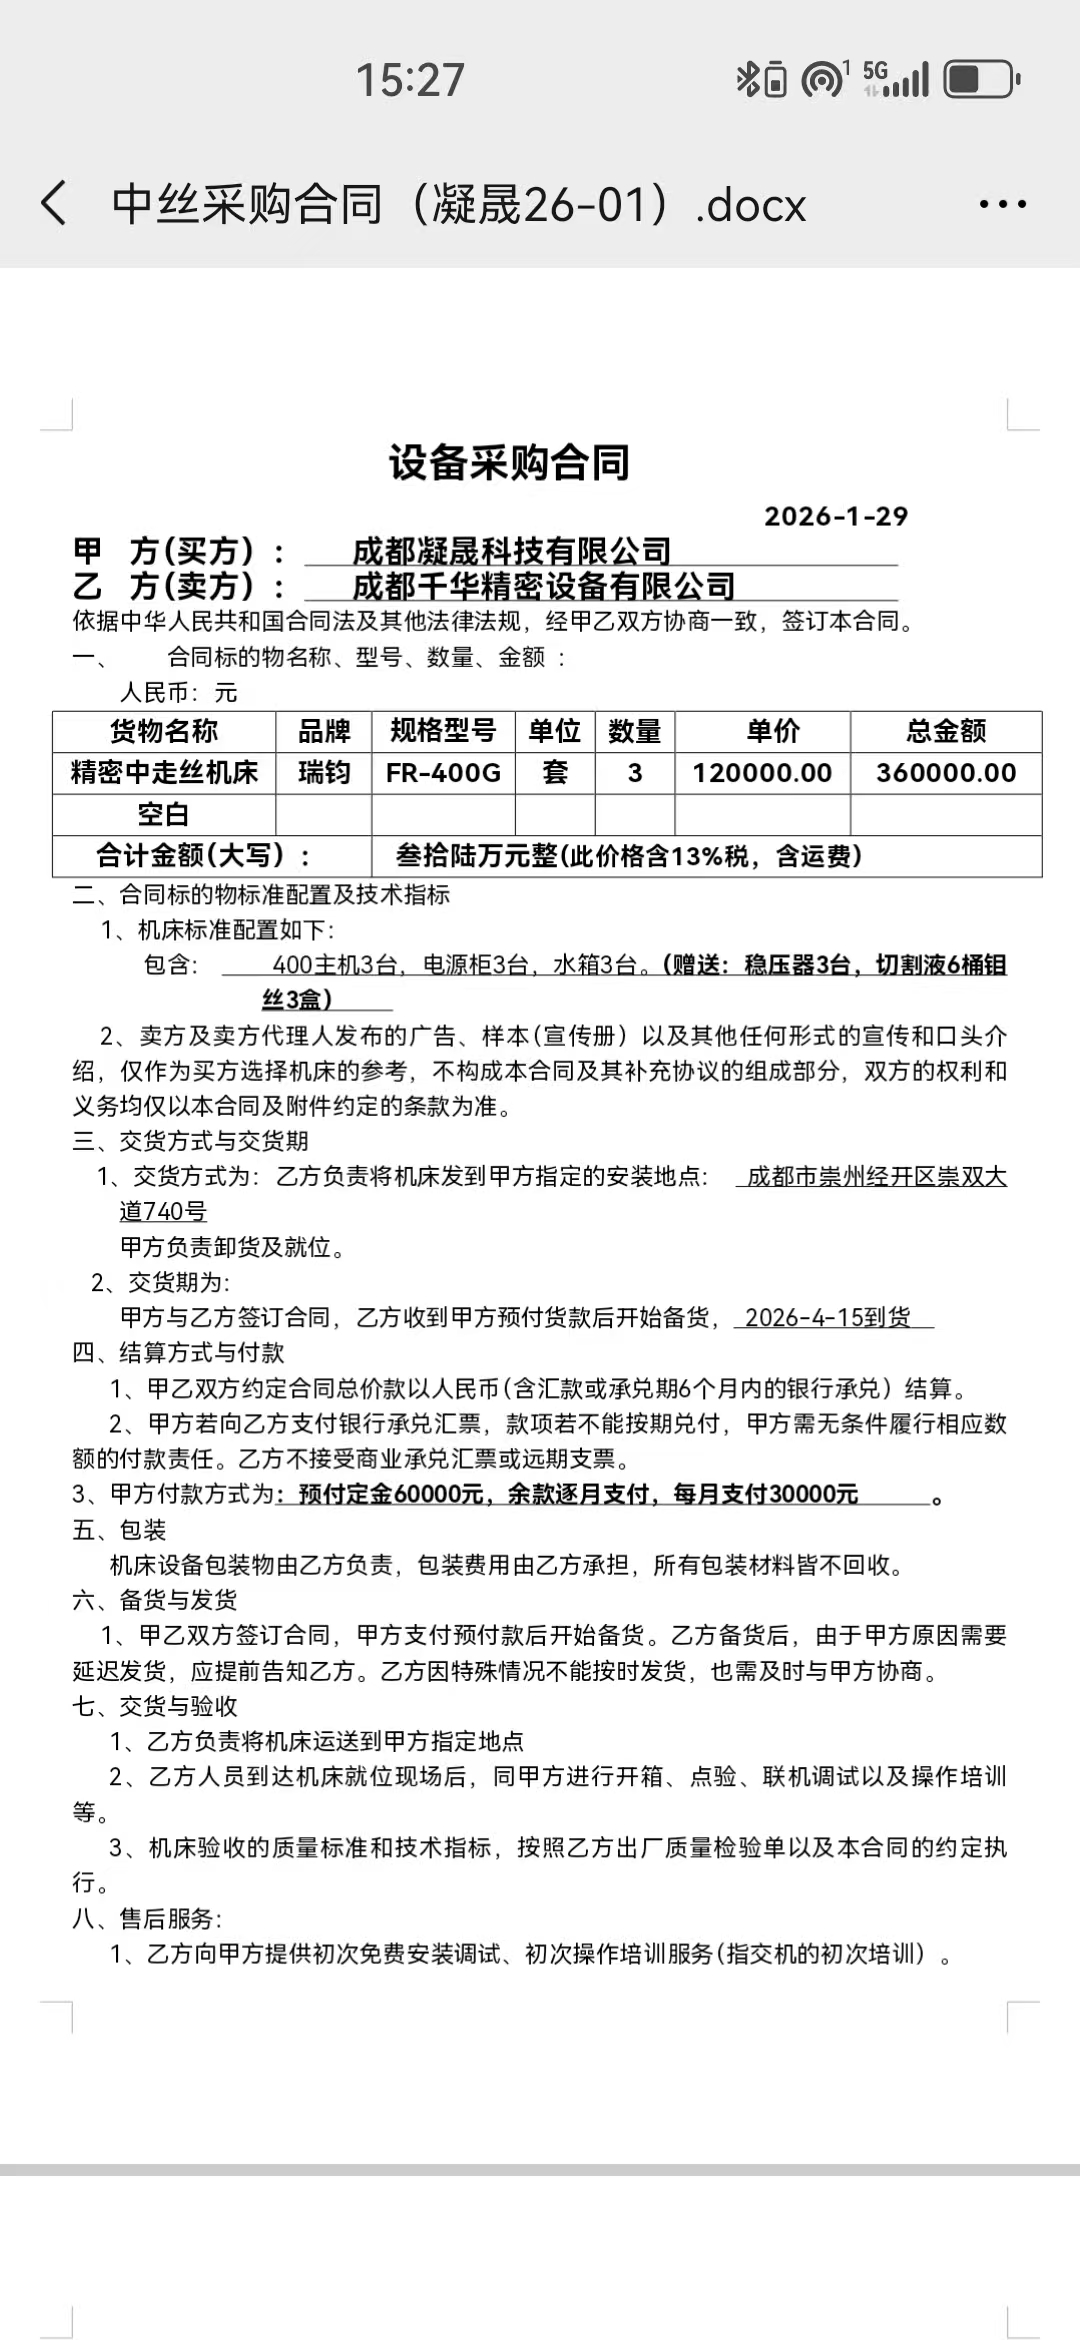 15:27
1 5G
中丝采购合同（凝晟26-01）.docx
设备采购合同
2026-1-29
甲 方(买方)： 成都凝晟科技有限公司
乙 方(卖方)： 成都千华精密设备有限公司
依据中华人民共和国合同法及其他法律法规，经甲乙双方协商一致，签订本合同。
一、 合同标的物名称、型号、数量、金额 ：
人民币：元
货物名称 品牌 规格型号 单位 数量 单价 总金额
精密中走丝机床 瑞钧 FR-400G 套 3 120000.00 360000.00
空白
合计金额(大写)： 叁拾陆万元整(此价格含13%税，含运费)
二、合同标的物标准配置及技术指标
1、机床标准配置如下：
包含： 400主机3台，电源柜3台，水箱3台。(赠送：稳压器3台，切割液6桶钼
丝3盒)
2、卖方及卖方代理人发布的广告、样本(宣传册) 以及其他任何形式的宣传和口头介
绍，仅作为买方选择机床的参考，不构成本合同及其补充协议的组成部分，双方的权利和
义务均仅以本合同及附件约定的条款为准。
三、交货方式与交货期
1、交货方式为：乙方负责将机床发到甲方指定的安装地点： 成都市崇州经开区崇双大
道740号
甲方负责卸货及就位。
2、交货期为：
甲方与乙方签订合同，乙方收到甲方预付货款后开始备货， 2026-4-15到货
四、结算方式与付款
1、甲乙双方约定合同总价款以人民币(含汇款或承兑期6个月内的银行承兑) 结算。
2、甲方若向乙方支付银行承兑汇票，款项若不能按期兑付，甲方需无条件履行相应数
额的付款责任。乙方不接受商业承兑汇票或远期支票。
3、甲方付款方式为：预付定金60000元，余款逐月支付，每月支付30000元 。
五、包装
机床设备包装物由乙方负责，包装费用由乙方承担，所有包装材料皆不回收。
六、备货与发货
1、甲乙双方签订合同，甲方支付预付款后开始备货。乙方备货后，由于甲方原因需要
延迟发货，应提前告知乙方。乙方因特殊情况不能按时发货，也需及时与甲方协商。
七、交货与验收
1、乙方负责将机床运送到甲方指定地点
2、乙方人员到达机床就位现场后，同甲方进行开箱、点验、联机调试以及操作培训
等。
3、机床验收的质量标准和技术指标，按照乙方出厂质量检验单以及本合同的约定执
行。
八、售后服务：
1、乙方向甲方提供初次免费安装调试、初次操作培训服务(指交机的初次培训) 。